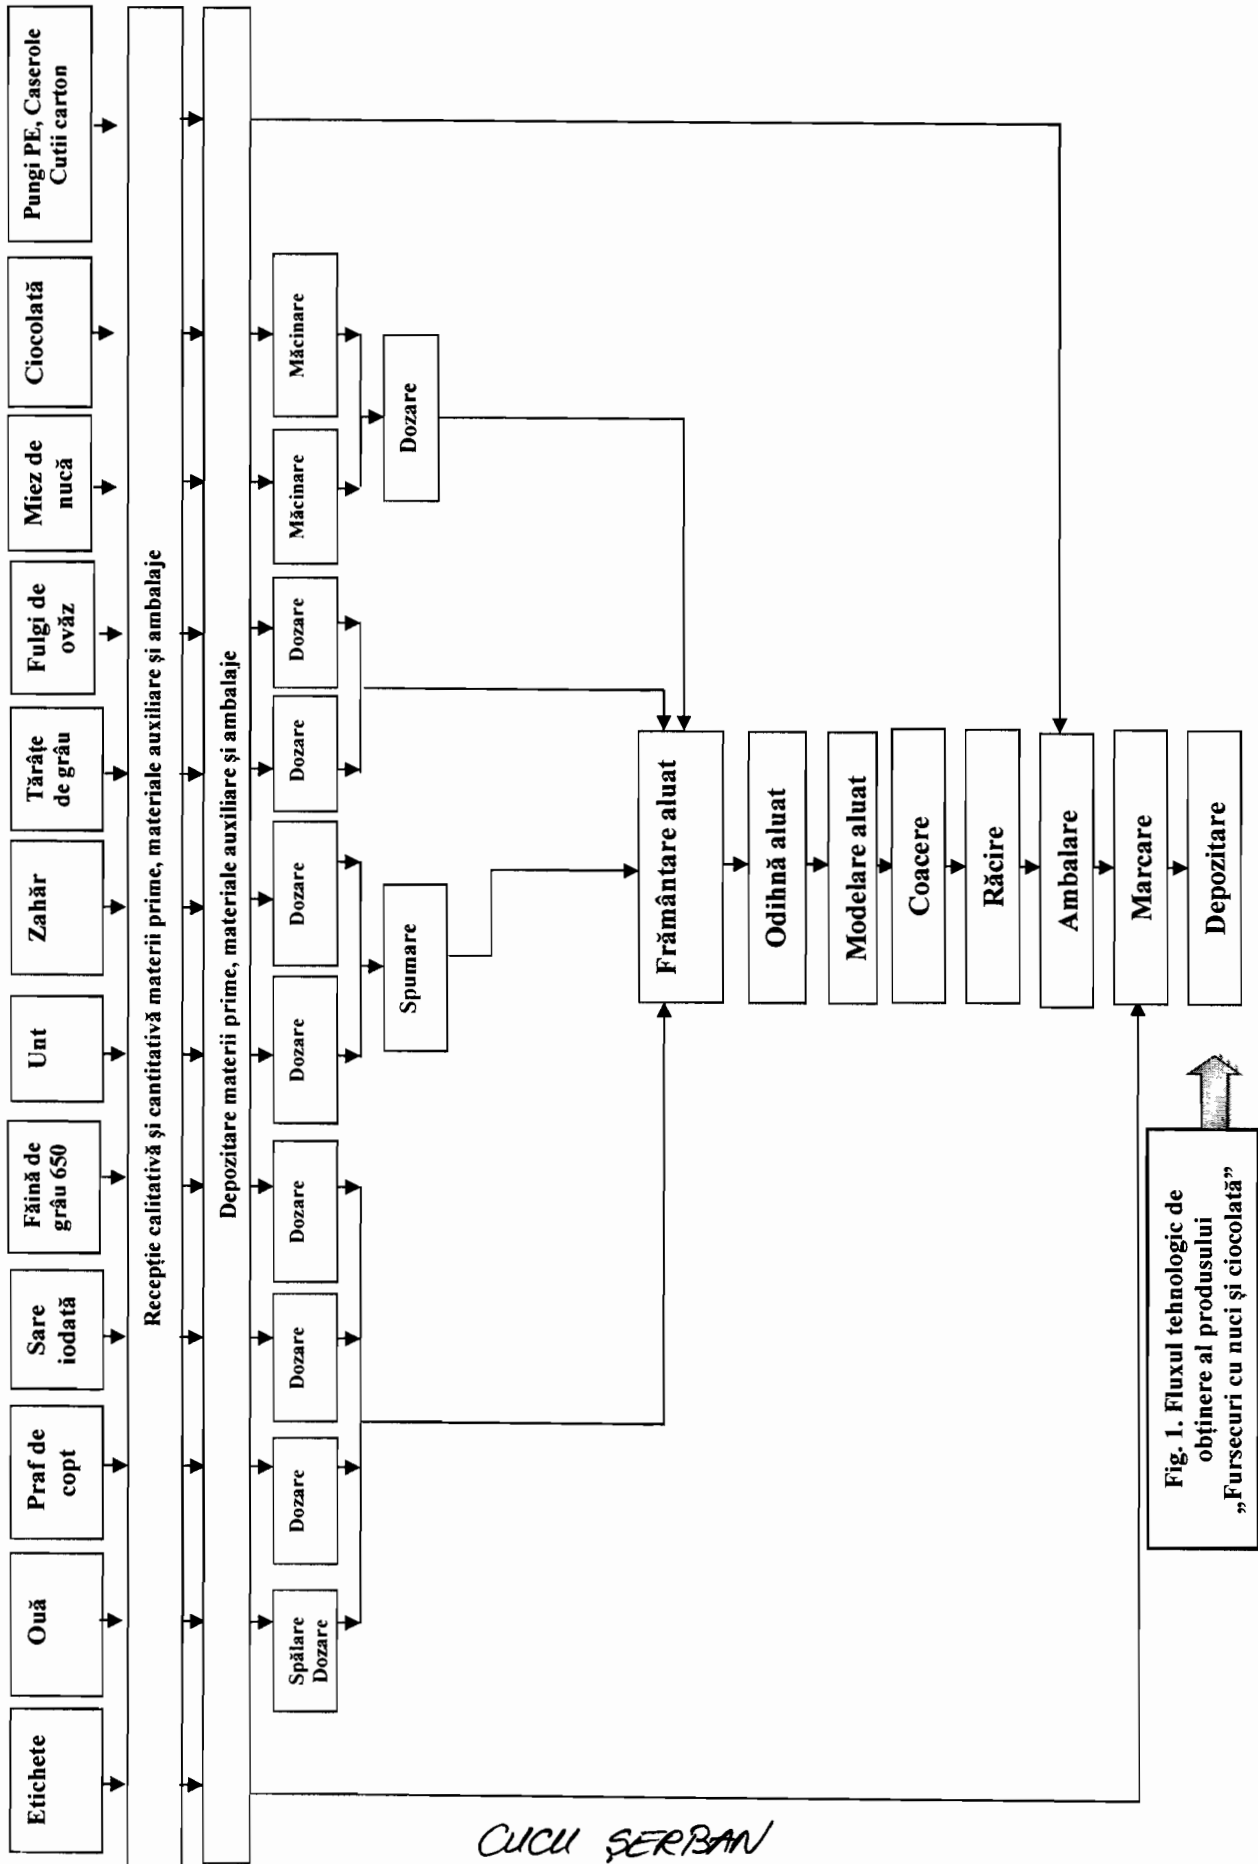 Etichete
Ouă
Praf de
copt
Sare
iodată
Făină de
grâu 650
Unt
Zahăr
Tărâțe
de grâu
Fulgi de
ovăz
Miez de
nucă
Ciocolată
Pungi PE, Caserole
Cutii carton
Recepție calitativă și cantitativă materii prime, materiale auxiliare și ambalaje
Depozitare materii prime, materiale auxiliare și ambalaje
Spălare
Dozare
Dozare
Dozare
Dozare
Dozare
Dozare
Dozare
Dozare
Măcinare
Măcinare
Spumare
Dozare
Frământare aluat
Odihnă aluat
Modelare aluat
Coacere
Răcire
Ambalare
Marcare
Depozitare
Fig. 1. Fluxul tehnologic de
obținere al produsului
„Fursecuri cu nuci și ciocolată”
CUCU ȘERBAN